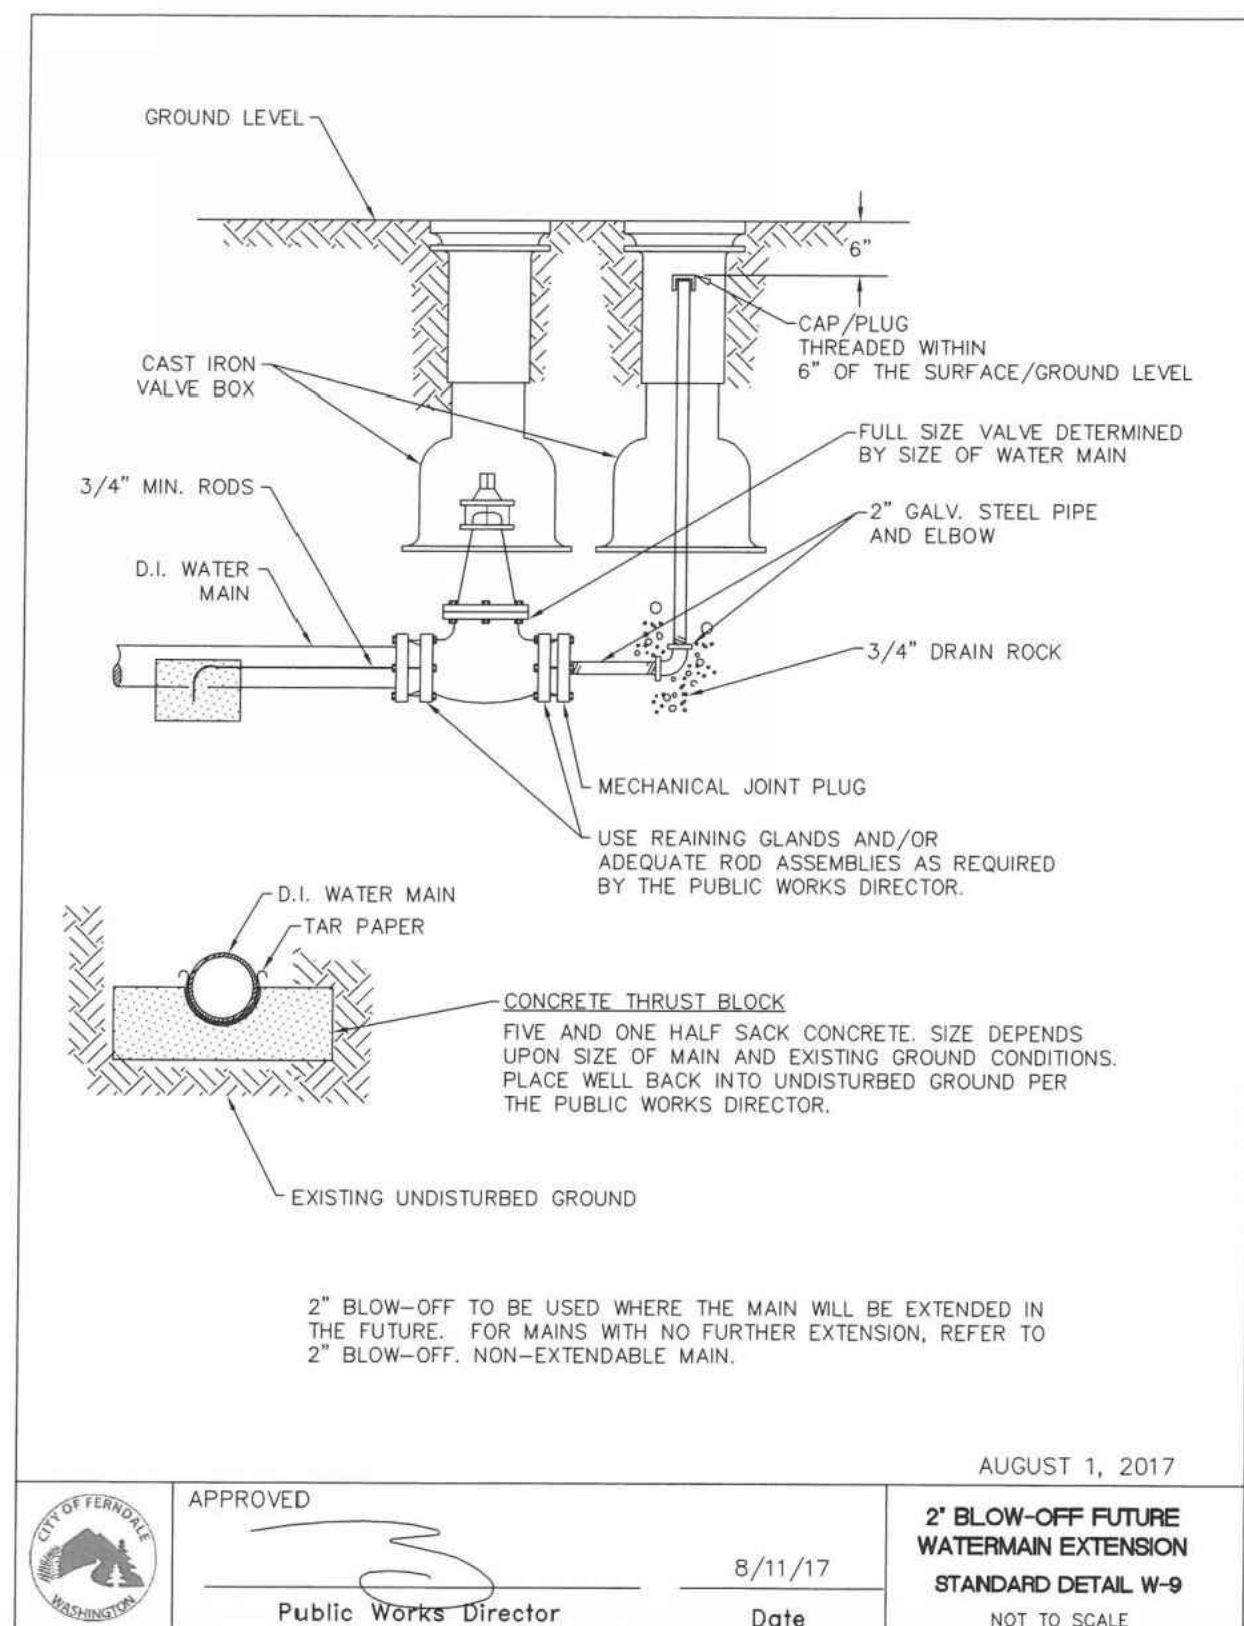 GROUND LEVEL
6"
CAP/PLUG
THREADED WITHIN
6" OF THE SURFACE/GROUND LEVEL
CAST IRON
VALVE BOX
FULL SIZE VALVE DETERMINED
BY SIZE OF WATER MAIN
3/4" MIN. RODS
2" GALV. STEEL PIPE
AND ELBOW
D.I. WATER
MAIN
3/4" DRAIN ROCK
MECHANICAL JOINT PLUG
USE REAINING GLANDS AND/OR
ADEQUATE ROD ASSEMBLIES AS REQUIRED
BY THE PUBLIC WORKS DIRECTOR.
D.I. WATER MAIN
TAR PAPER
CONCRETE THRUST BLOCK
FIVE AND ONE HALF SACK CONCRETE. SIZE DEPENDS
UPON SIZE OF MAIN AND EXISTING GROUND CONDITIONS.
PLACE WELL BACK INTO UNDISTURBED GROUND PER
THE PUBLIC WORKS DIRECTOR.
EXISTING UNDISTURBED GROUND
2" BLOW-OFF TO BE USED WHERE THE MAIN WILL BE EXTENDED IN
THE FUTURE. FOR MAINS WITH NO FURTHER EXTENSION, REFER TO
2" BLOW-OFF. NON-EXTENDABLE MAIN.
AUGUST 1, 2017
CITY OF FERNDALE
WASHINGTON
APPROVED
8/11/17
Public Works Director
Date
2" BLOW-OFF FUTURE
WATERMAIN EXTENSION
STANDARD DETAIL W-9
NOT TO SCALE